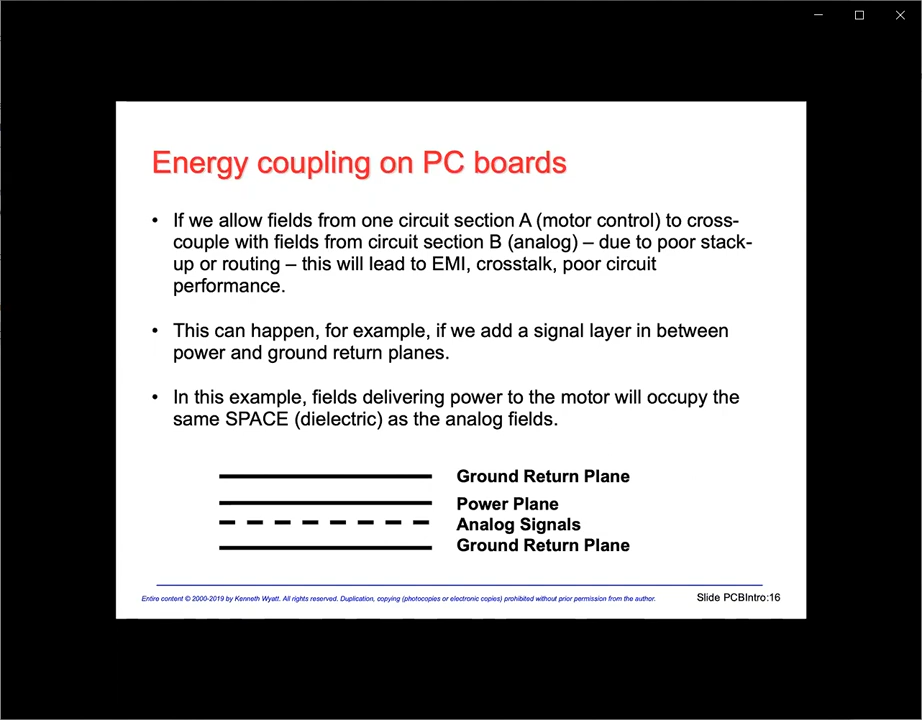 Energy coupling on PC boards
• If we allow fields from one circuit section A (motor control) to cross-
couple with fields from circuit section B (analog) – due to poor stack-
up or routing – this will lead to EMI, crosstalk, poor circuit
performance.
• This can happen, for example, if we add a signal layer in between
power and ground return planes.
• In this example, fields delivering power to the motor will occupy the
same SPACE (dielectric) as the analog fields.
Ground Return Plane
Power Plane
Analog Signals
Ground Return Plane
Entire content © 2000-2019 by Kenneth Wyatt. All rights reserved. Duplication, copying (photocopies or electronic copies) prohibited without prior permission from the author.
Slide PCBIntro:16